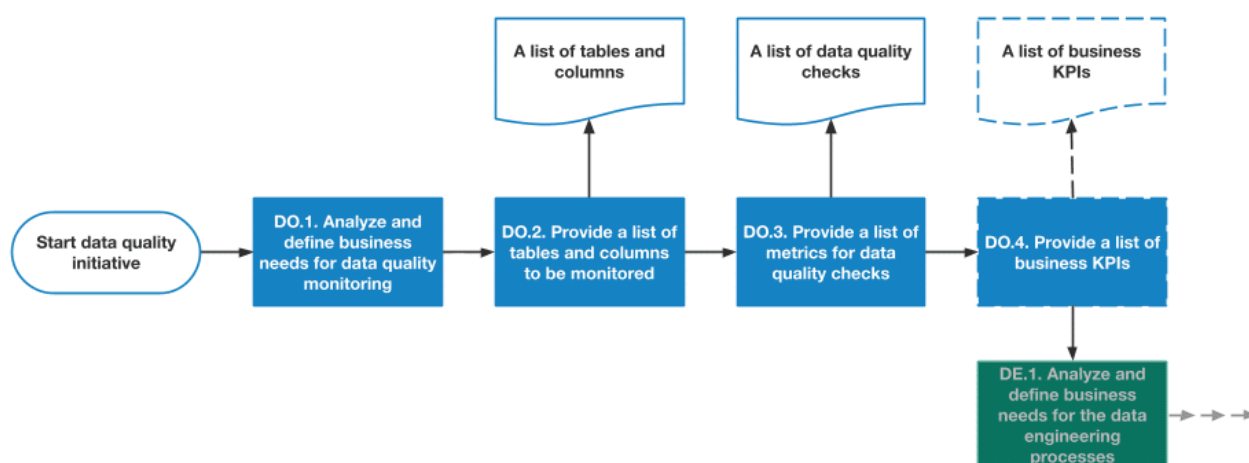 A list of tables and
columns
A list of data quality
checks
A list of business
KPIs
Start data quality
initiative
DO.1. Analyze and
define business
needs for data quality
monitoring
DO.2. Provide a list of
tables and columns
to be monitored
DO.3. Provide a list of
metrics for data
quality checks
DO.4. Provide a list of
business KPIs
DE.1. Analyze and
define business
needs for the data
engineering
processes